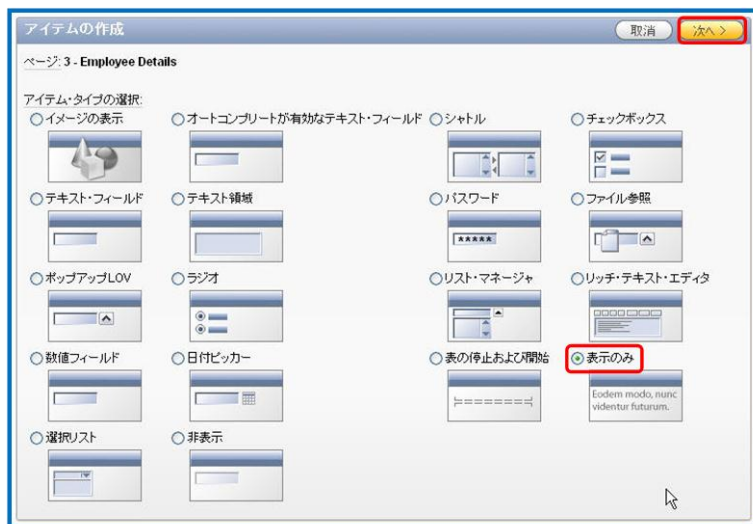 アイテムの作成
取消
次へ >
ページ: 3 - Employee Details
アイテム・タイプの選択:
イメージの表示 オートコンプリートが有効なテキスト・フィールド シャトル チェックボックス
テキスト・フィールド テキスト領域 パスワード ファイル参照
*****
ポップアップLOV ラジオ リスト・マネージャ リッチ・テキスト・エディタ
数値フィールド 日付ピッカー 表の停止および開始 表示のみ
Eodem modo, nunc
videntur futurum.
選択リスト 非表示